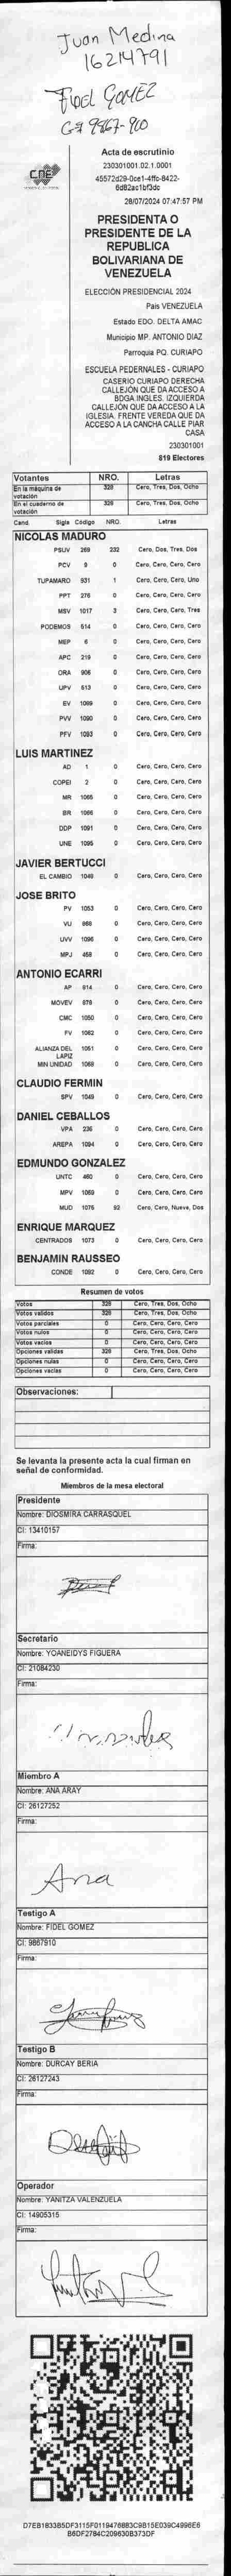 Juan Medina
16214791
FIDEL GOMEZ
CNE
Acta de escrutinio
230301001.02.1.0001
45572d29-0ce1-4ffc-8422-
6d82ac1bf3dc
28/07/2024 07:47:57 PM
PRESIDENTA O
PRESIDENTE DE LA
REPUBLICA
BOLIVARIANA DE
VENEZUELA
ELECCIÓN PRESIDENCIAL 2024
Pais VENEZUELA
Estado EDO. DELTA AMAC
Municipio MP. ANTONIO DIAZ
Parroquia PQ. CURIAPO
ESCUELA PEDERNALES - CURIAPO
CASERIO CURIAPO DERECHA
CALLEJÓN QUE DA ACCESO A
BDGA INGLES. IZQUIERDA
CALLEJÓN QUE DA ACCESO A LA
IGLESIA. FRENTE VEREDA QUE DA
ACCESO A LA CANCHA CALLE PIAR
CASA
230301001
819 Electores
Votantes NRO. Letras
En la máquina de votación 328 Cero, Tres, Dos, Ocho
En el cuaderno de votación 328 Cero, Tres, Dos, Ocho
Cand. Sigla Código NRO. Letras
NICOLAS MADURO
PSUV 269 232 Cero, Dos, Tres, Dos
PCV 9 0 Cero, Cero, Cero, Cero
TUPAMARO 931 1 Cero, Cero, Cero, Uno
PPT 276 0 Cero, Cero, Cero, Cero
MSV 1017 3 Cero, Cero, Cero, Tres
PODEMOS 514 0 Cero, Cero, Cero, Cero
MEP 6 0 Cero, Cero, Cero, Cero
APC 219 0 Cero, Cero, Cero, Cero
ORA 906 0 Cero, Cero, Cero, Cero
UPV 613 0 Cero, Cero, Cero, Cero
EV 1089 0 Cero, Cero, Cero, Cero
PVV 1090 0 Cero, Cero, Cero, Cero
PFV 1093 0 Cero, Cero, Cero, Cero
LUIS MARTINEZ
AD 1 0 Cero, Cero, Cero, Cero
COPEI 2 0 Cero, Cero, Cero, Cero
MR 1065 0 Cero, Cero, Cero, Cero
BR 1066 0 Cero, Cero, Cero, Cero
DDP 1091 0 Cero, Cero, Cero, Cero
UNE 1095 0 Cero, Cero, Cero, Cero
JAVIER BERTUCCI
EL CAMBIO 1040 0 Cero, Cero, Cero, Cero
JOSE BRITO
PV 1053 0 Cero, Cero, Cero, Cero
VU 868 0 Cero, Cero, Cero, Cero
UVV 1096 0 Cero, Cero, Cero, Cero
MPJ 458 0 Cero, Cero, Cero, Cero
ANTONIO ECARRI
AP 814 0 Cero, Cero, Cero, Cero
MOVEV 878 0 Cero, Cero, Cero, Cero
CMC 1050 0 Cero, Cero, Cero, Cero
FV 1062 0 Cero, Cero, Cero, Cero
ALIANZA DEL LAPIZ 1051 0 Cero, Cero, Cero, Cero
MIN UNIDAD 1068 0 Cero, Cero, Cero, Cero
CLAUDIO FERMIN
SPV 1049 0 Cero, Cero, Cero, Cero
DANIEL CEBALLOS
VPA 236 0 Cero, Cero, Cero, Cero
AREPA 1094 0 Cero, Cero, Cero, Cero
EDMUNDO GONZALEZ
UNTC 460 0 Cero, Cero, Cero, Cero
MPV 1069 0 Cero, Cero, Cero, Cero
MUD 1076 92 Cero, Cero, Nueve, Dos
ENRIQUE MARQUEZ
CENTRADOS 1073 0 Cero, Cero, Cero, Cero
BENJAMIN RAUSSEO
CONDE 1092 0 Cero, Cero, Cero, Cero
Resumen de votos
Votos 328 Cero, Tres, Dos, Ocho
Votos validos 328 Cero, Tres, Dos, Ocho
Votos parciales 0 Cero, Cero, Cero, Cero
Votos nulos 0 Cero, Cero, Cero, Cero
Votos vacios 0 Cero, Cero, Cero, Cero
Opciones validas 328 Cero, Tres, Dos, Ocho
Opciones nulas 0 Cero, Cero, Cero, Cero
Opciones vacias 0 Cero, Cero, Cero, Cero
Observaciones:
Se levanta la presente acta la cual firman en
señal de conformidad.
Miembros de la mesa electoral
Presidente
Nombre: DIOSMIRA CARRASQUEL
CI: 13410157
Firma:
Secretario
Nombre: YOANEIDYS FIGUERA
CI: 21084230
Firma:
Miembro A
Nombre: ANA ARAY
CI: 26127252
Firma:
Ana
Testigo A
Nombre: FIDEL GOMEZ
CI: 9867910
Firma:
Testigo B
Nombre: DURCAY BERIA
CI: 26127243
Firma:
Operador
Nombre: YANITZA VALENZUELA
CI: 14905315
Firma:
D7EB1833B5DF3115F0119476883C9B15E039C4996E6
B6DF2784C209630B373DF